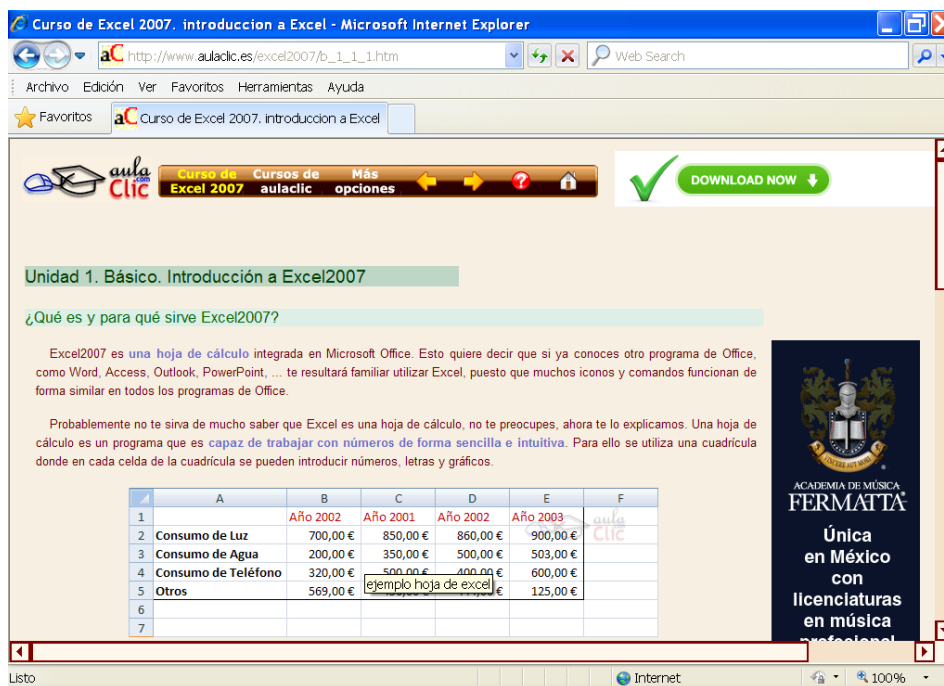 Curso de Excel 2007. introduccion a Excel - Microsoft Internet Explorer
aC http://www.aulaclic.es/excel2007/b_1_1_1.htm Web Search
Archivo Edición Ver Favoritos Herramientas Ayuda
Favoritos aC Curso de Excel 2007. introduccion a Excel
aula Clic .com
Curso de Excel 2007
Cursos de aulaclic
Más opciones
?
DOWNLOAD NOW
Unidad 1. Básico. Introducción a Excel2007
¿Qué es y para qué sirve Excel2007?
Excel2007 es una hoja de cálculo integrada en Microsoft Office. Esto quiere decir que si ya conoces otro programa de Office,
como Word, Access, Outlook, PowerPoint, ... te resultará familiar utilizar Excel, puesto que muchos iconos y comandos funcionan de
forma similar en todos los programas de Office.
Probablemente no te sirva de mucho saber que Excel es una hoja de cálculo, no te preocupes, ahora te lo explicamos. Una hoja de
cálculo es un programa que es capaz de trabajar con números de forma sencilla e intuitiva. Para ello se utiliza una cuadrícula
donde en cada celda de la cuadrícula se pueden introducir números, letras y gráficos.
A B C D E F
1 Año 2002 Año 2001 Año 2002 Año 2003
2 Consumo de Luz 700,00 € 850,00 € 860,00 € 900,00 €
3 Consumo de Agua 200,00 € 350,00 € 500,00 € 503,00 €
4 Consumo de Teléfono 320,00 € 500,00 € 400,00 € 600,00 €
5 Otros 569,00 € 125,00 €
6
7
aula Clic
ejemplo hoja de excel
ACADEMIA DE MÚSICA
FERMATTA
Única
en México
con
licenciaturas
en música
profesional
Listo Internet 100%